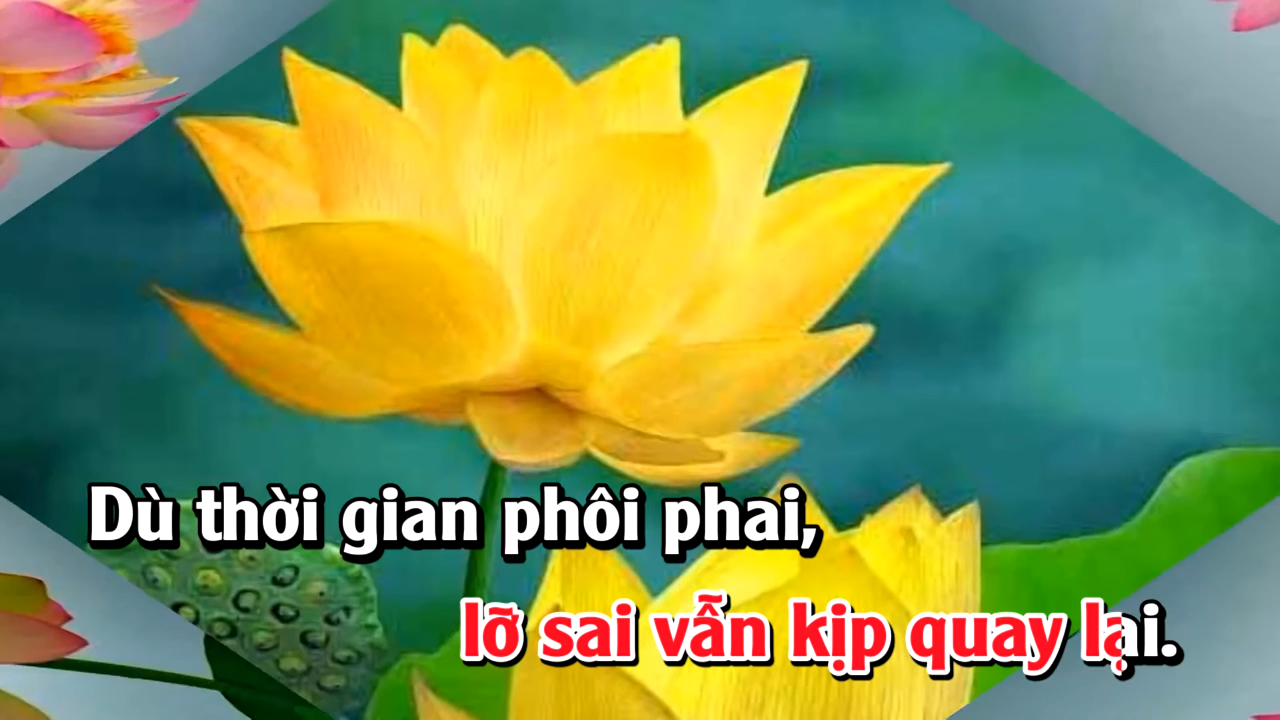 Dù thời gian phôi phai,
lỡ sai vẫn kịp quay lại.